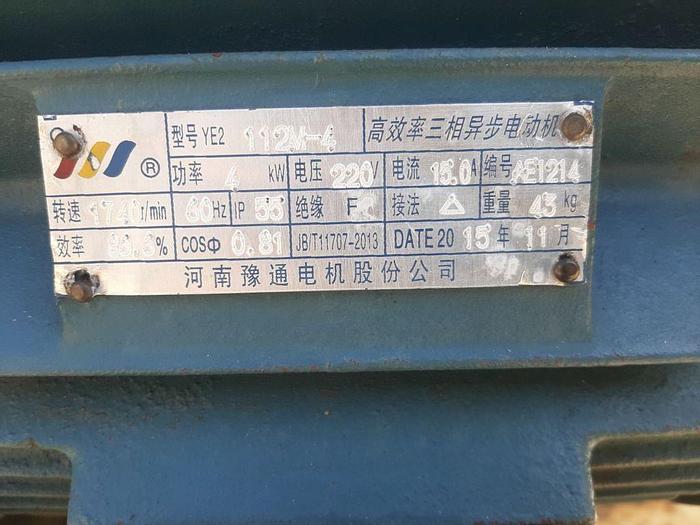 型号 YE2 112M-4 高效率三相异步电动机
®
功率 4 kW 电压 220V 电流 15.0A 编号 AE1214
转速 1740r/min 60Hz IP 55 绝缘 F 接法 △ 重量 43 kg
效率 % COSΦ 0.81 JB/T11707-2013 DATE 20 15 年 11 月
河南豫通电机股份公司